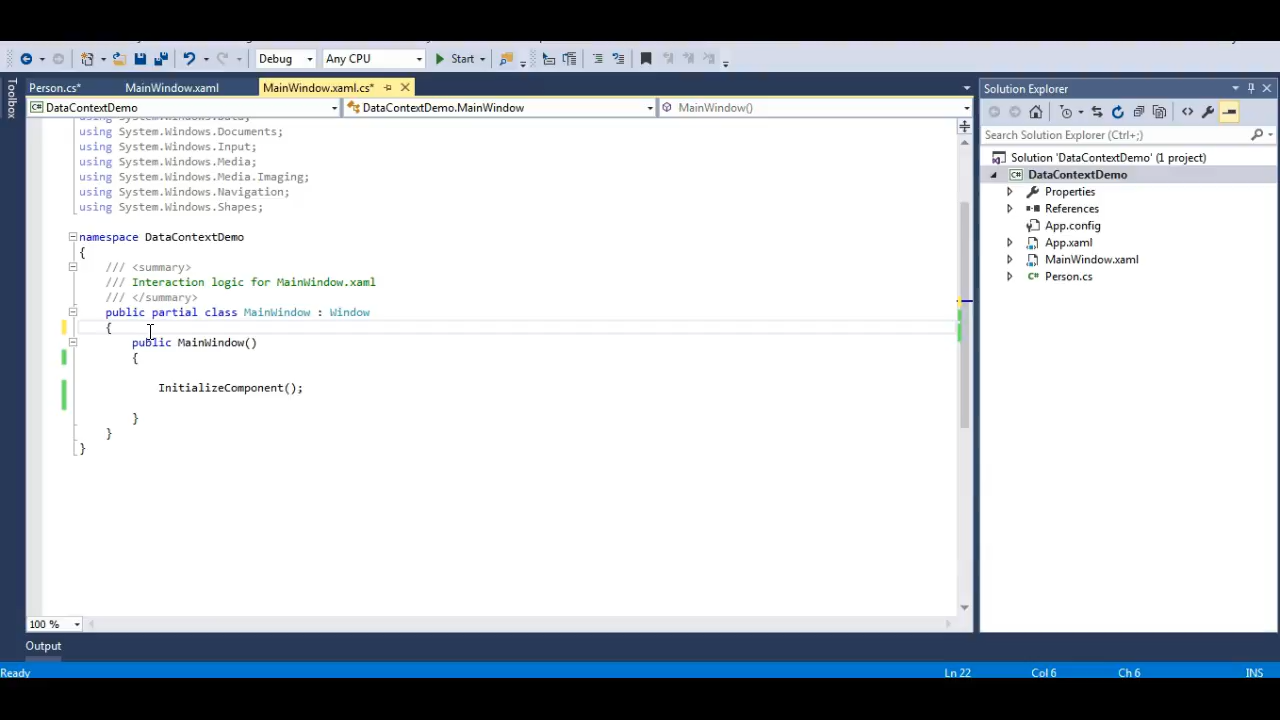 Debug
Any CPU
Start
Toolbox
Person.cs*
MainWindow.xaml
MainWindow.xaml.cs*
DataContextDemo
DataContextDemo.MainWindow
MainWindow()
using System.Windows.Documents;
using System.Windows.Input;
using System.Windows.Media;
using System.Windows.Media.Imaging;
using System.Windows.Navigation;
using System.Windows.Shapes;
namespace DataContextDemo
{
/// <summary>
/// Interaction logic for MainWindow.xaml
/// </summary>
public partial class MainWindow : Window
{
public MainWindow()
{
InitializeComponent();
}
}
}
100 %
Output
Ready
Ln 22
Col 6
Ch 6
INS
Solution Explorer
Search Solution Explorer (Ctrl+;)
Solution 'DataContextDemo' (1 project)
DataContextDemo
Properties
References
App.config
App.xaml
MainWindow.xaml
Person.cs